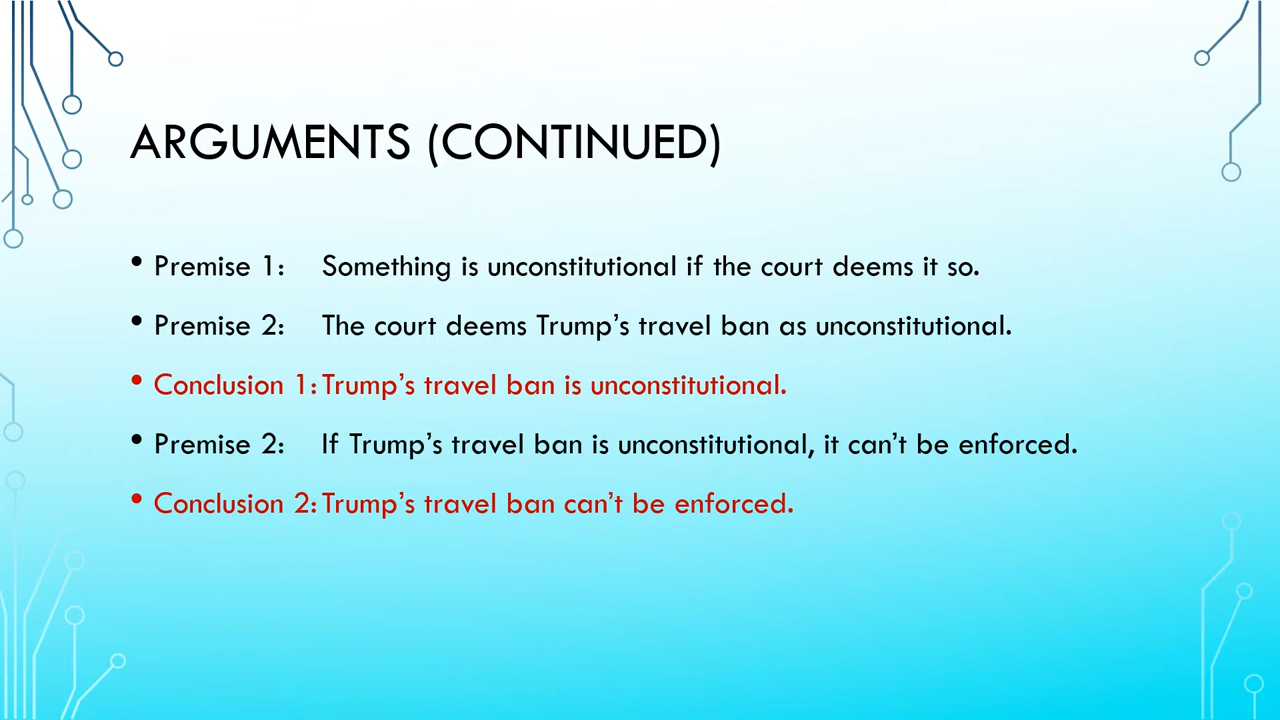 ARGUMENTS (CONTINUED)
• Premise 1: Something is unconstitutional if the court deems it so.
• Premise 2: The court deems Trump’s travel ban as unconstitutional.
• Conclusion 1: Trump’s travel ban is unconstitutional.
• Premise 2: If Trump’s travel ban is unconstitutional, it can’t be enforced.
• Conclusion 2: Trump’s travel ban can’t be enforced.